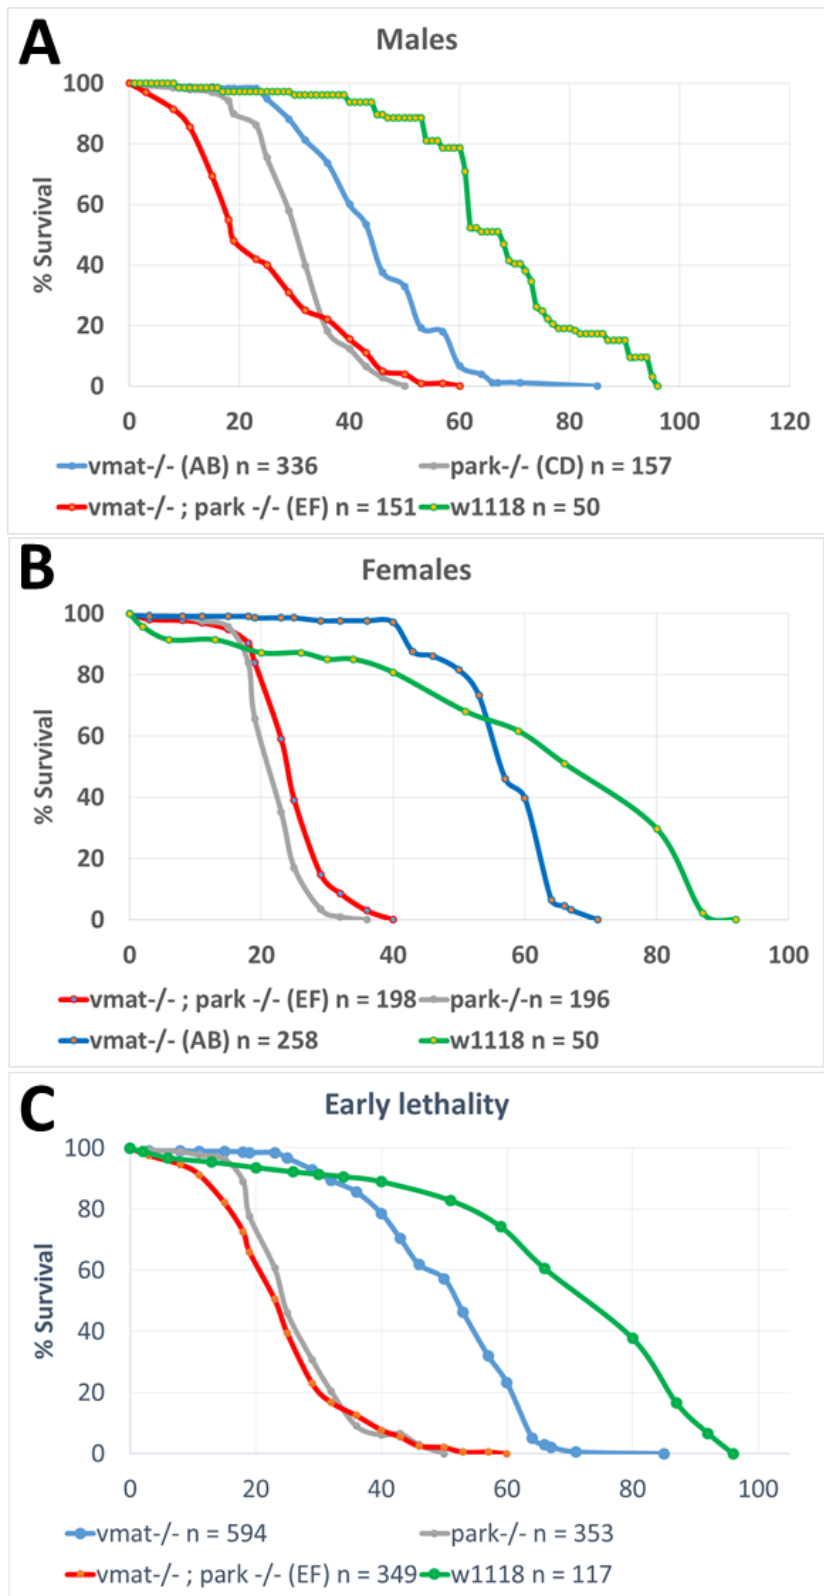 A
Males
% Survival
100
80
60
40
20
0
0 20 40 60 80 100 120
vmat-/- (AB) n = 336 park-/- (CD) n = 157
vmat-/- ; park -/- (EF) n = 151 w1118 n = 50
B
Females
% Survival
100
80
60
40
20
0
0 20 40 60 80 100
vmat-/- ; park -/- (EF) n = 198 park-/-n = 196
vmat-/- (AB) n = 258 w1118 n = 50
C
Early lethality
% Survival
100
80
60
40
20
0
0 20 40 60 80 100
vmat-/- n = 594 park-/- n = 353
vmat-/- ; park -/- (EF) n = 349 w1118 n = 117